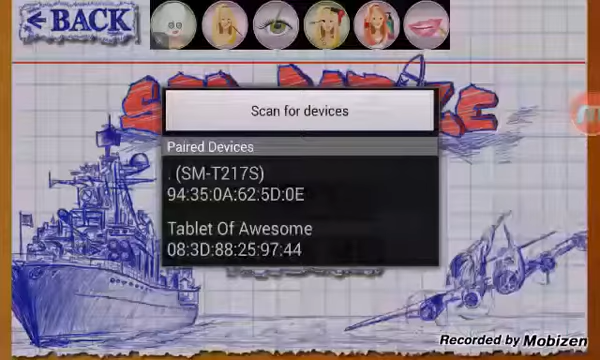 BACK
Scan for devices
Paired Devices
. (SM-T217S)
94:35:0A:62:5D:0E
Tablet Of Awesome
08:3D:88:25:97:44
Recorded by Mobizen